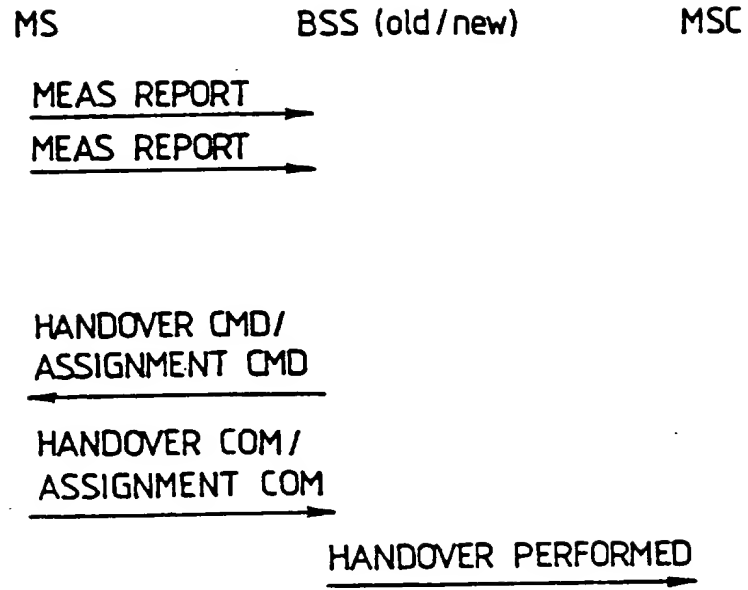 MS BSS (old/new) MSC
MEAS REPORT
MEAS REPORT
HANDOVER CMD/
ASSIGNMENT CMD
HANDOVER COM/
ASSIGNMENT COM
HANDOVER PERFORMED